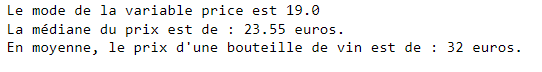 Le mode de la variable price est 19.0
La médiane du prix est de : 23.55 euros.
En moyenne, le prix d'une bouteille de vin est de : 32 euros.